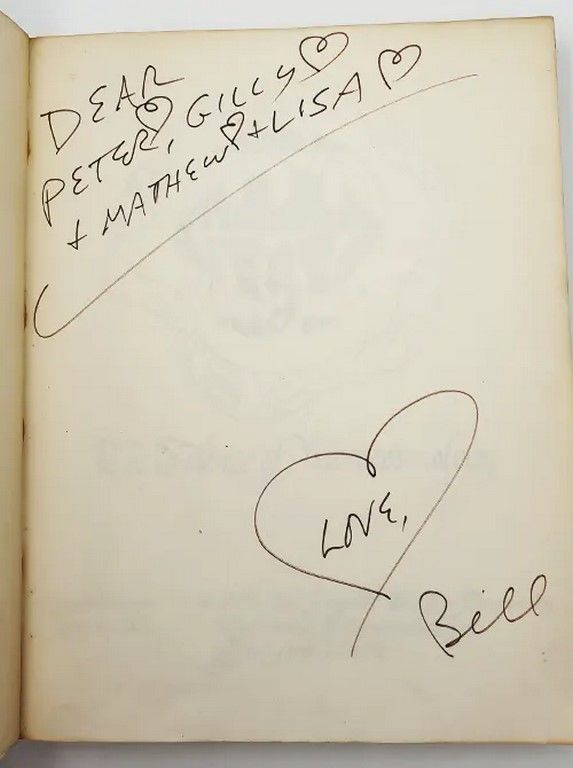 DEAR
PETER, GILLY
+ MATHEW + LISA
LOVE,
Bill